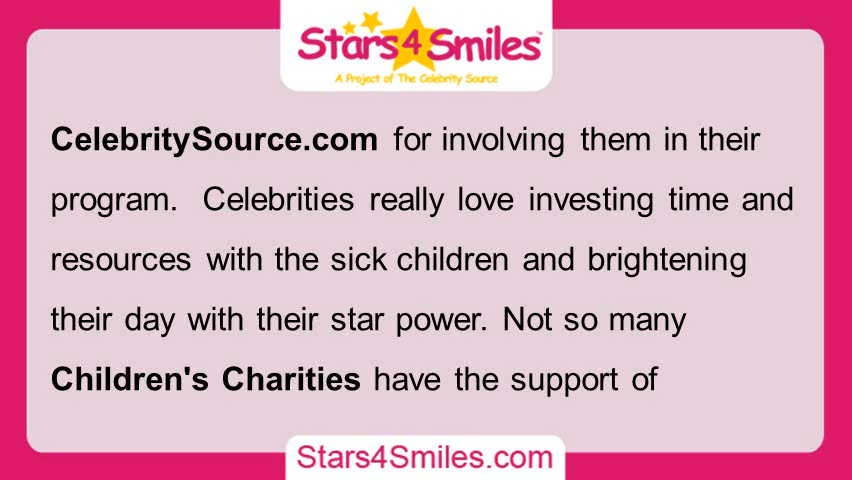 Stars4Smiles™
A Project of The Celebrity Source
CelebritySource.com for involving them in their
program. Celebrities really love investing time and
resources with the sick children and brightening
their day with their star power. Not so many
Children's Charities have the support of
Stars4Smiles.com